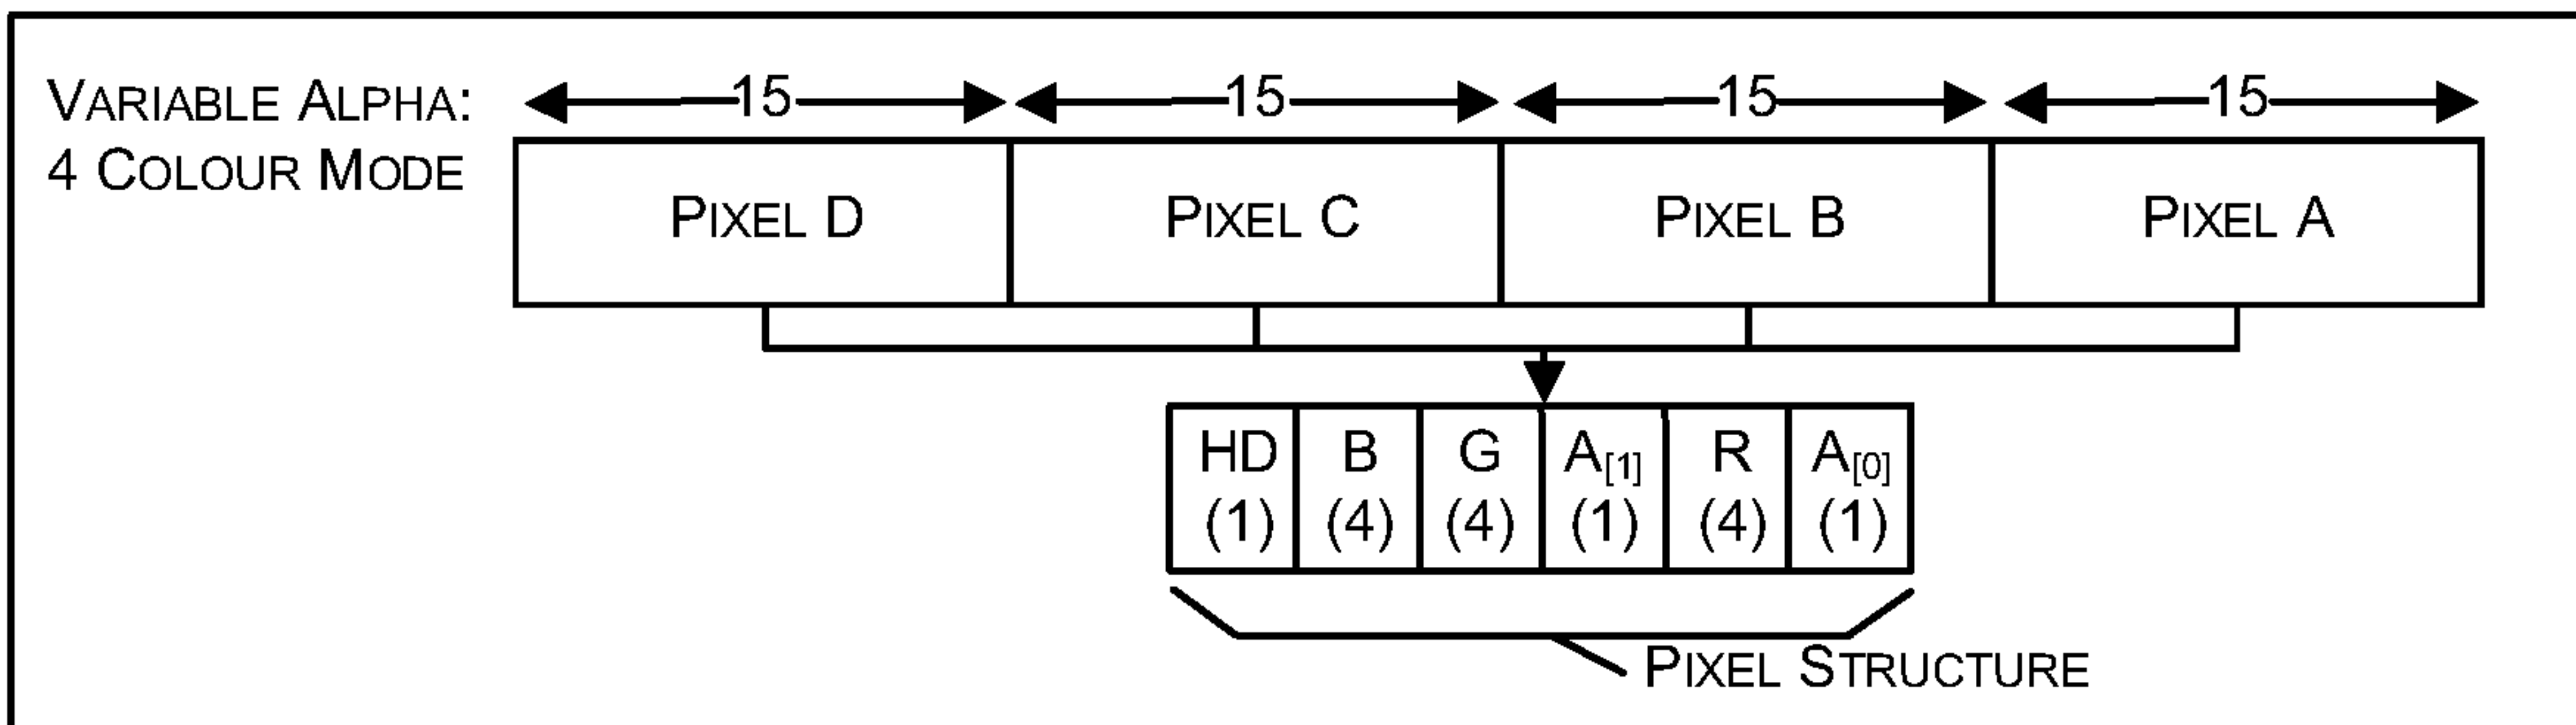 VARIABLE ALPHA:
4 COLOUR MODE
15 15 15 15
PIXEL D PIXEL C PIXEL B PIXEL A
HD B G A[1] R A[0]
(1) (4) (4) (1) (4) (1)
PIXEL STRUCTURE